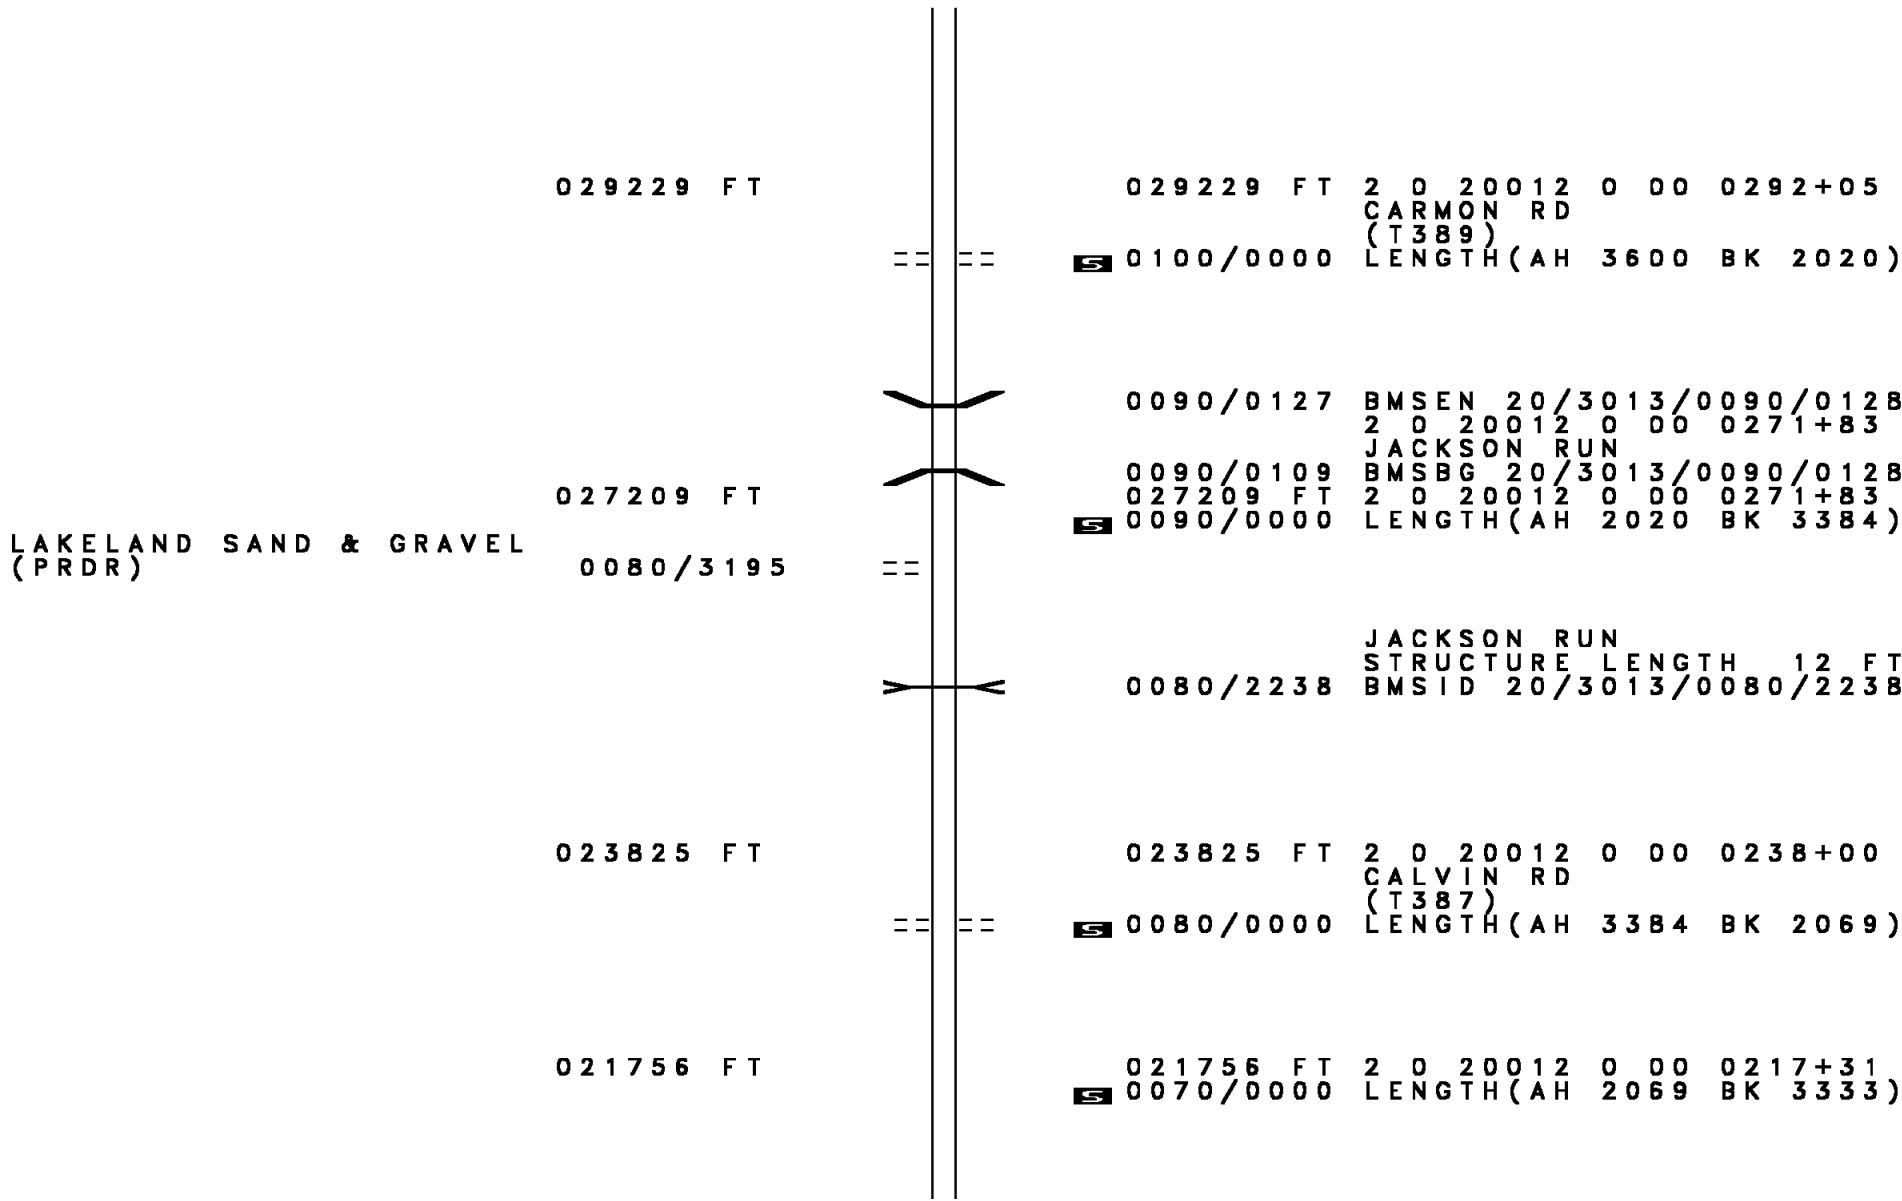 029229 FT 029229 FT 2 0 20012 0 00 0292+05
CARMON RD
(T389)
S 0100/0000 LENGTH(AH 3600 BK 2020)
0090/0127 BMSEN 20/3013/0090/0128
2 0 20012 0 00 0271+83
JACKSON RUN
0090/0109 BMSBG 20/3013/0090/0128
027209 FT 027209 FT 2 0 20012 0 00 0271+83
S 0090/0000 LENGTH(AH 2020 BK 3384)
LAKELAND SAND & GRAVEL
(PRDR) 0080/3195
JACKSON RUN
STRUCTURE LENGTH 12 FT
0080/2238 BMSID 20/3013/0080/2238
023825 FT 023825 FT 2 0 20012 0 00 0238+00
CALVIN RD
(T387)
S 0080/0000 LENGTH(AH 3384 BK 2069)
021756 FT 021756 FT 2 0 20012 0 00 0217+31
S 0070/0000 LENGTH(AH 2069 BK 3333)